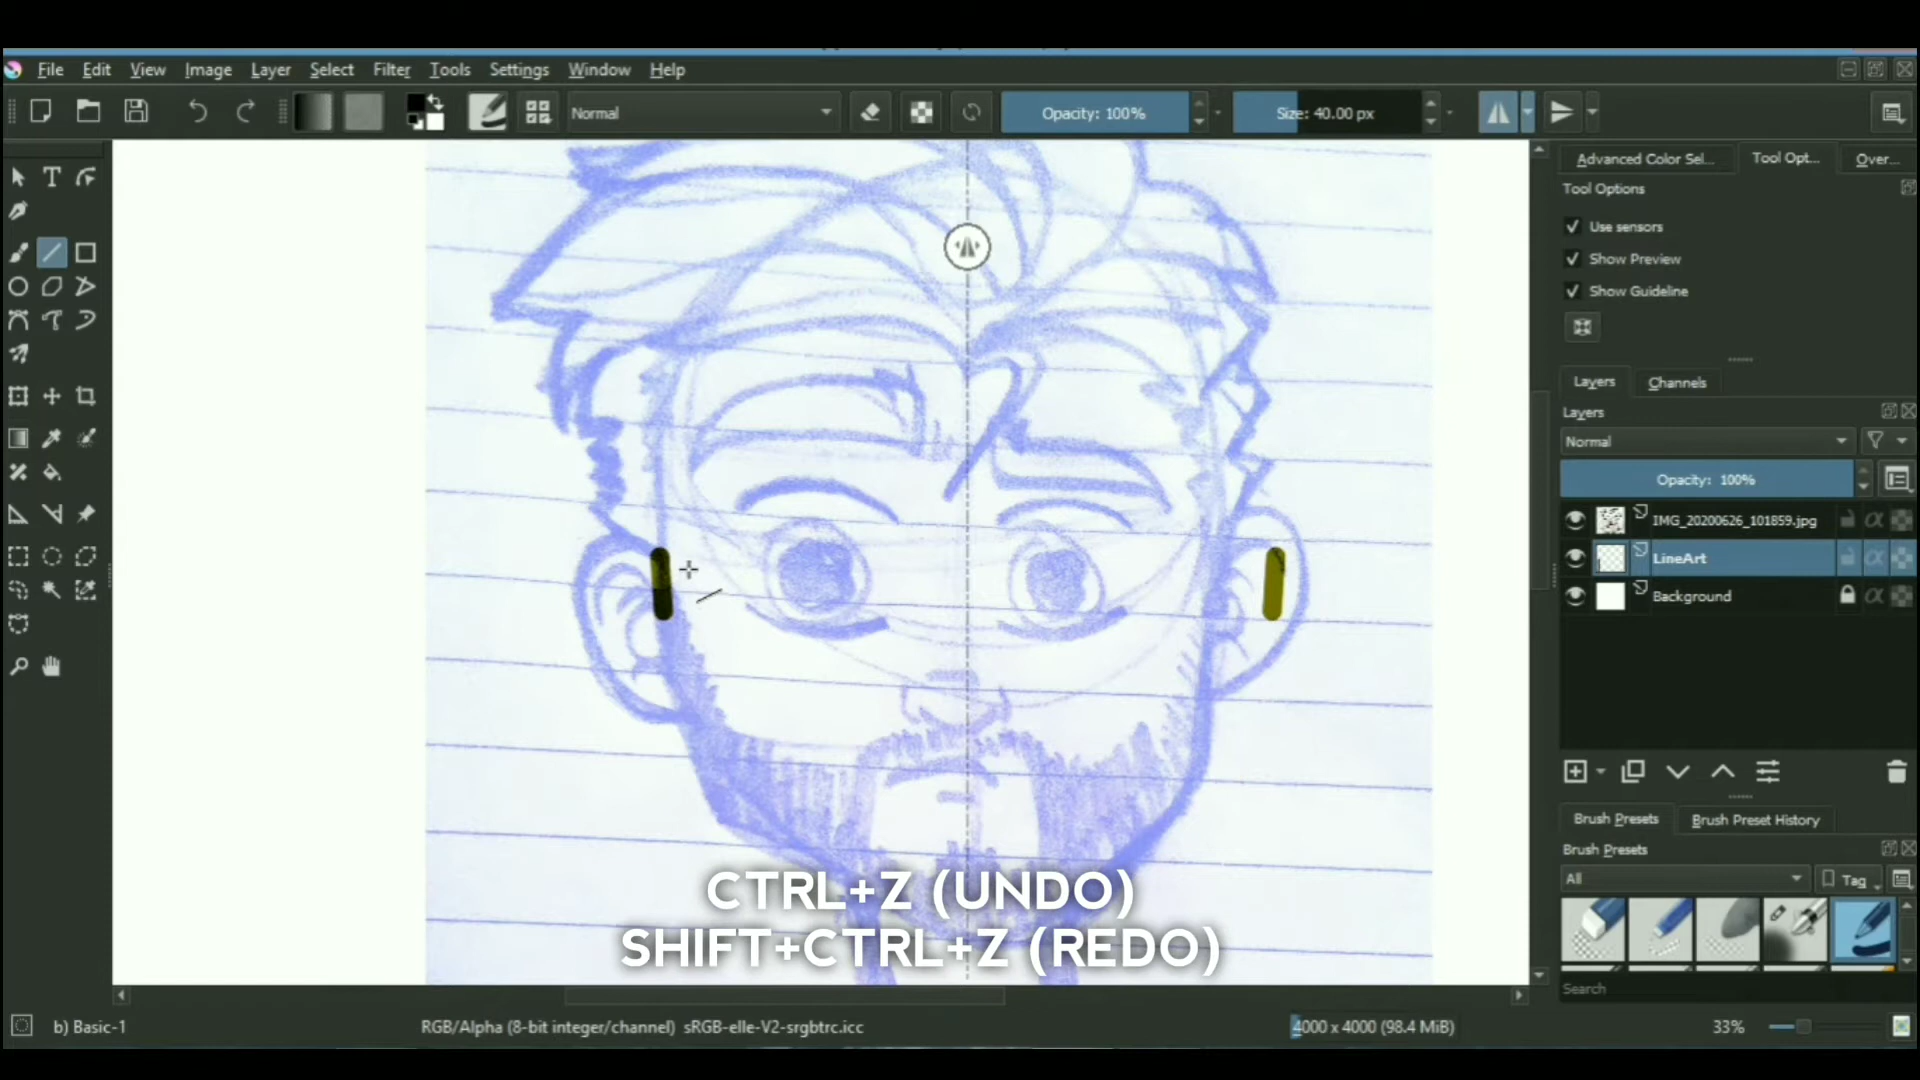 File Edit View Image Layer Select Filter Tools Settings Window Help
Normal Opacity: 100% Size: 40.00 px
Advanced Color Sel... Tool Opt... Over...
Tool Options
Use sensors
Show Preview
Show Guideline
Layers Channels
Layers
Normal
Opacity: 100%
IMG_20200626_101859.jpg
LineArt
Background
Brush Presets Brush Preset History
Brush Presets
All Tag
Search
CTRL+Z (UNDO)
SHIFT+CTRL+Z (REDO)
b) Basic-1 RGB/Alpha (8-bit integer/channel) sRGB-elle-V2-srgbtrc.icc 4000 x 4000 (98.4 MiB) 33%